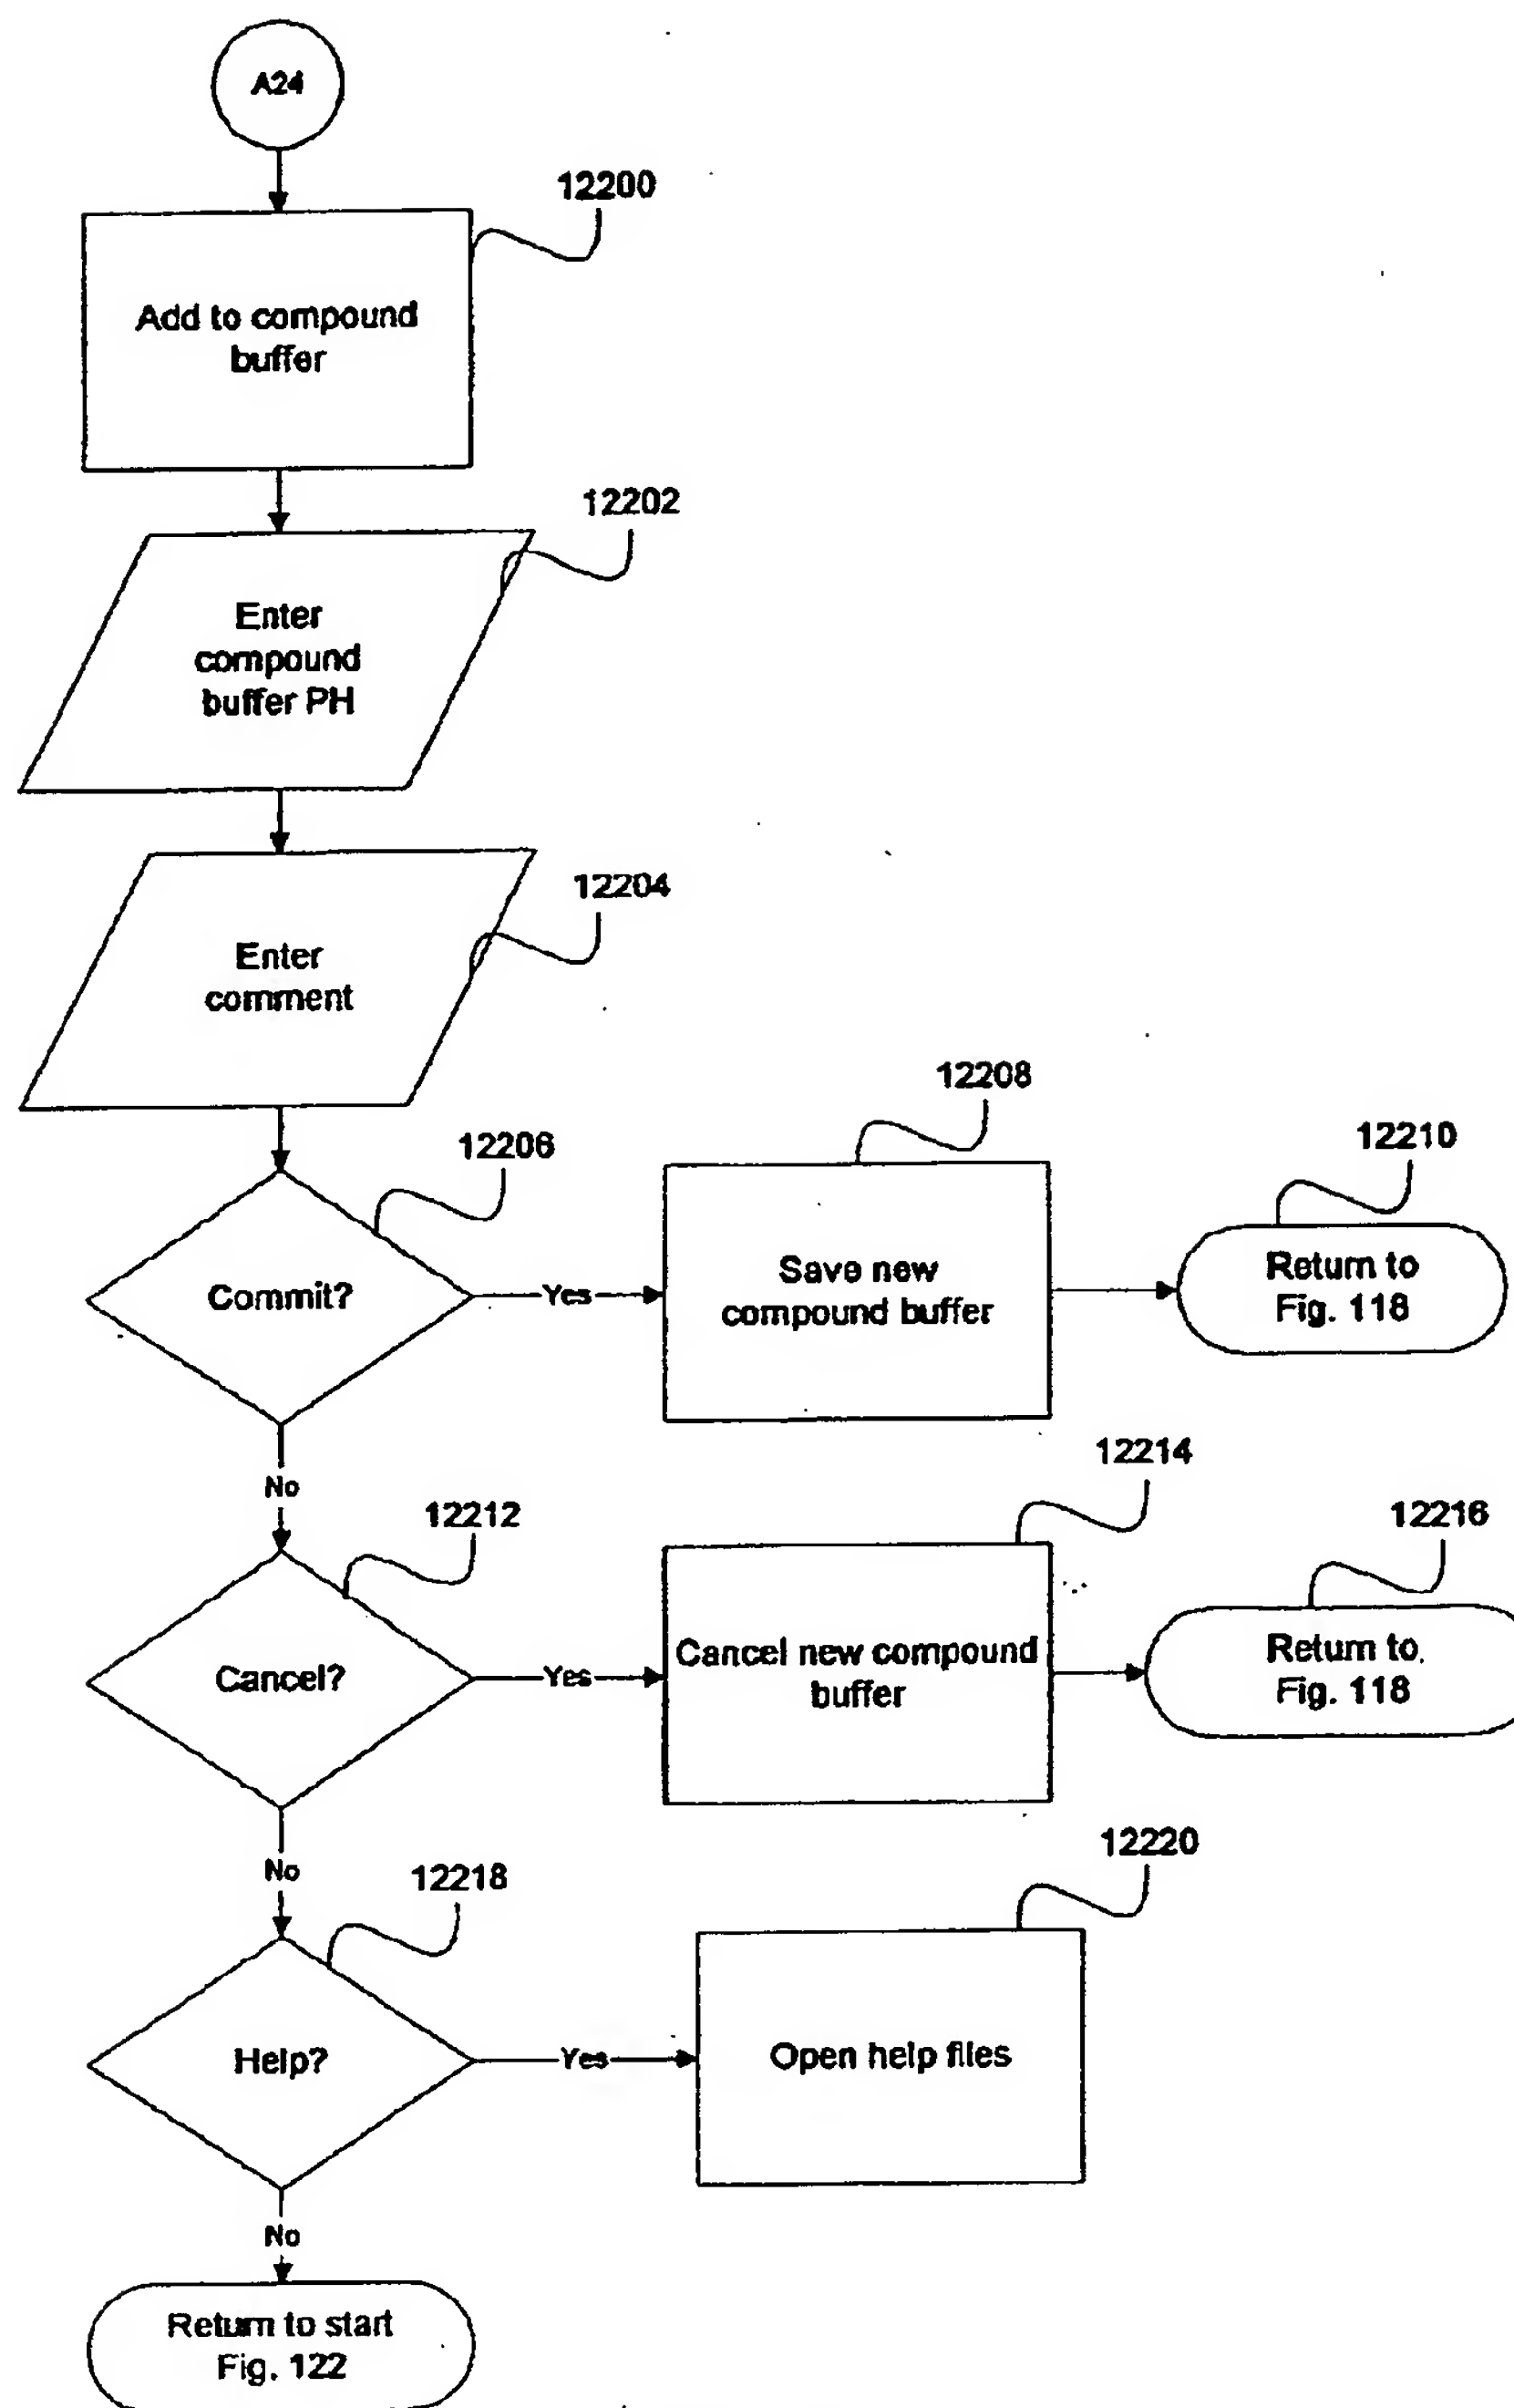 A24
12200
Add to compound
buffer
12202
Enter
compound
buffer PH
12204
Enter
comment
12206
Commit?
Yes
12208
Save new
compound buffer
12210
Return to
Fig. 118
No
12212
Cancel?
Yes
12214
Cancel new compound
buffer
12216
Return to
Fig. 118
No
12218
Help?
Yes
12220
Open help files
No
Return to start
Fig. 122